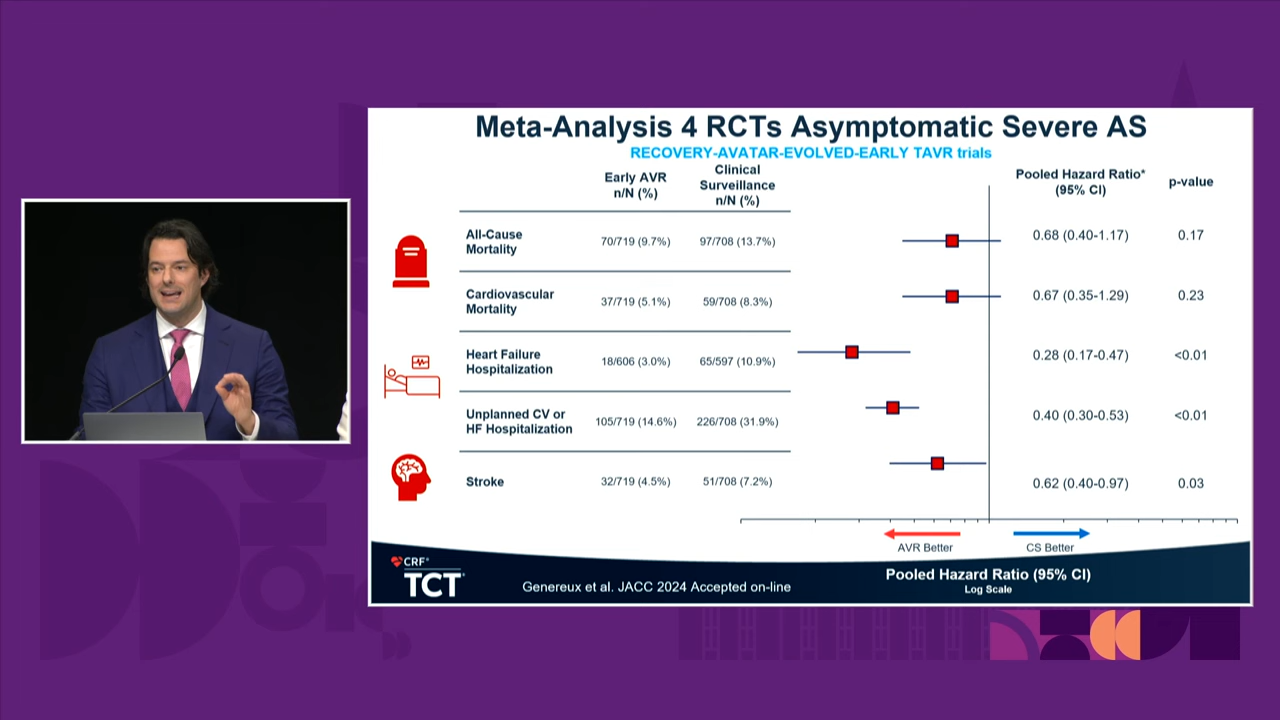 Meta-Analysis 4 RCTs Asymptomatic Severe AS
RECOVERY-AVATAR-EVOLVED-EARLY TAVR trials
Early AVR
n/N (%)
Clinical
Surveillance
n/N (%)
Pooled Hazard Ratio*
(95% CI)
p-value
All-Cause
Mortality
70/719 (9.7%)
97/708 (13.7%)
0.68 (0.40-1.17)
0.17
Cardiovascular
Mortality
37/719 (5.1%)
59/708 (8.3%)
0.67 (0.35-1.29)
0.23
Heart Failure
Hospitalization
18/606 (3.0%)
65/597 (10.9%)
0.28 (0.17-0.47)
<0.01
Unplanned CV or
HF Hospitalization
105/719 (14.6%)
226/708 (31.9%)
0.40 (0.30-0.53)
<0.01
Stroke
32/719 (4.5%)
51/708 (7.2%)
0.62 (0.40-0.97)
0.03
AVR Better
CS Better
CRF®
TCT®
Genereux et al. JACC 2024 Accepted on-line
Pooled Hazard Ratio (95% CI)
Log Scale